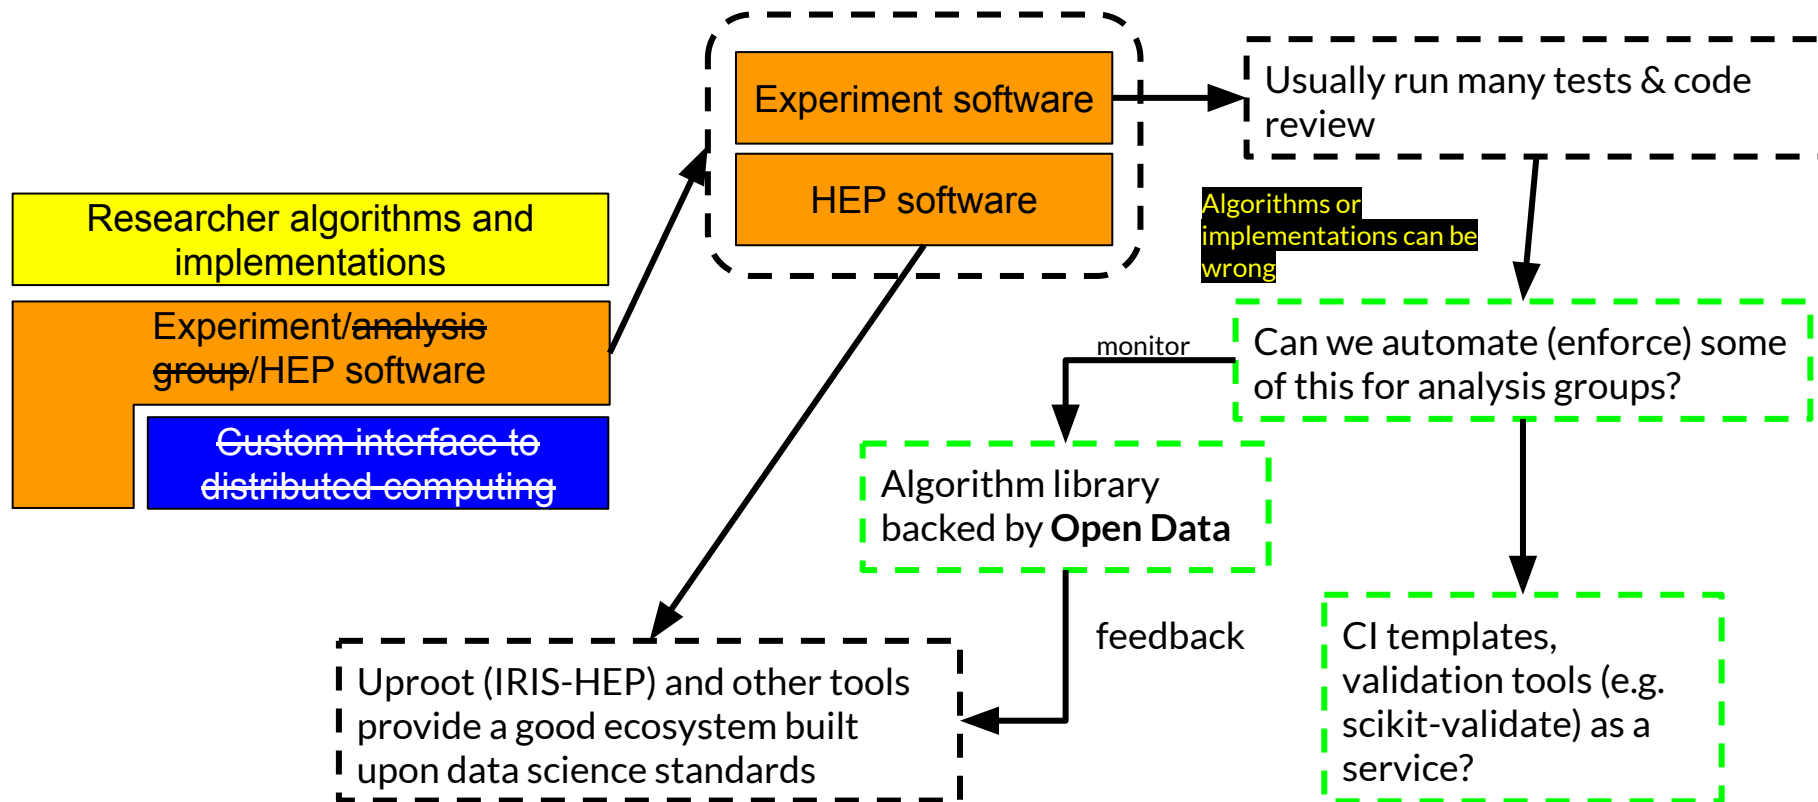 Experiment software
HEP software
Usually run many tests & code
review
Researcher algorithms and
implementations
Algorithms or
implementations can be
wrong
Experiment/analysis
group/HEP software
Custom interface to
distributed computing
monitor
Can we automate (enforce) some
of this for analysis groups?
Algorithm library
backed by Open Data
feedback
Uproot (IRIS-HEP) and other tools
provide a good ecosystem built
upon data science standards
CI templates,
validation tools (e.g.
scikit-validate) as a
service?